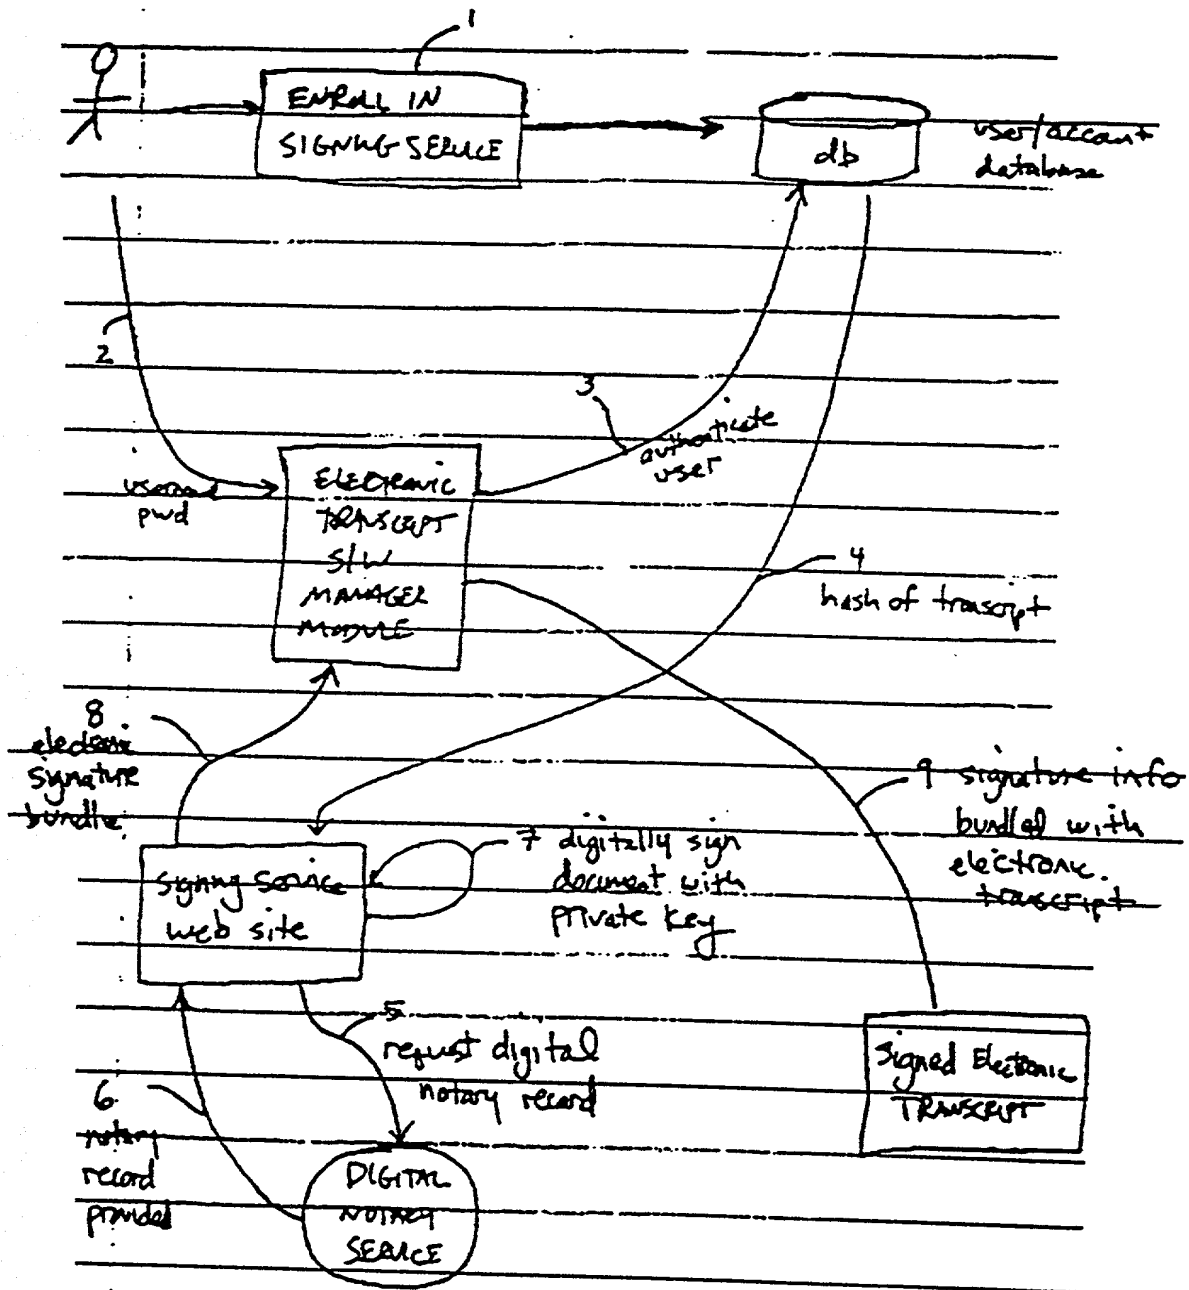 1
ENROLL IN
SIGNING SERVICE
db
user/account
database
2
3
authenticate
user
pwd
ELECTRONIC
TRANSCRIPT
S/W
MANAGER
MODULE
4
hash of transcript
8
electronic
signature
bundle
9 signature info
bundled with
electronic
transcript
7 digitally sign
document with
private key
signing service
web site
5
request digital
notary record
6
notary
record
provided
Signed Electronic
TRANSCRIPT
DIGITAL
NOTARY
SERVICE